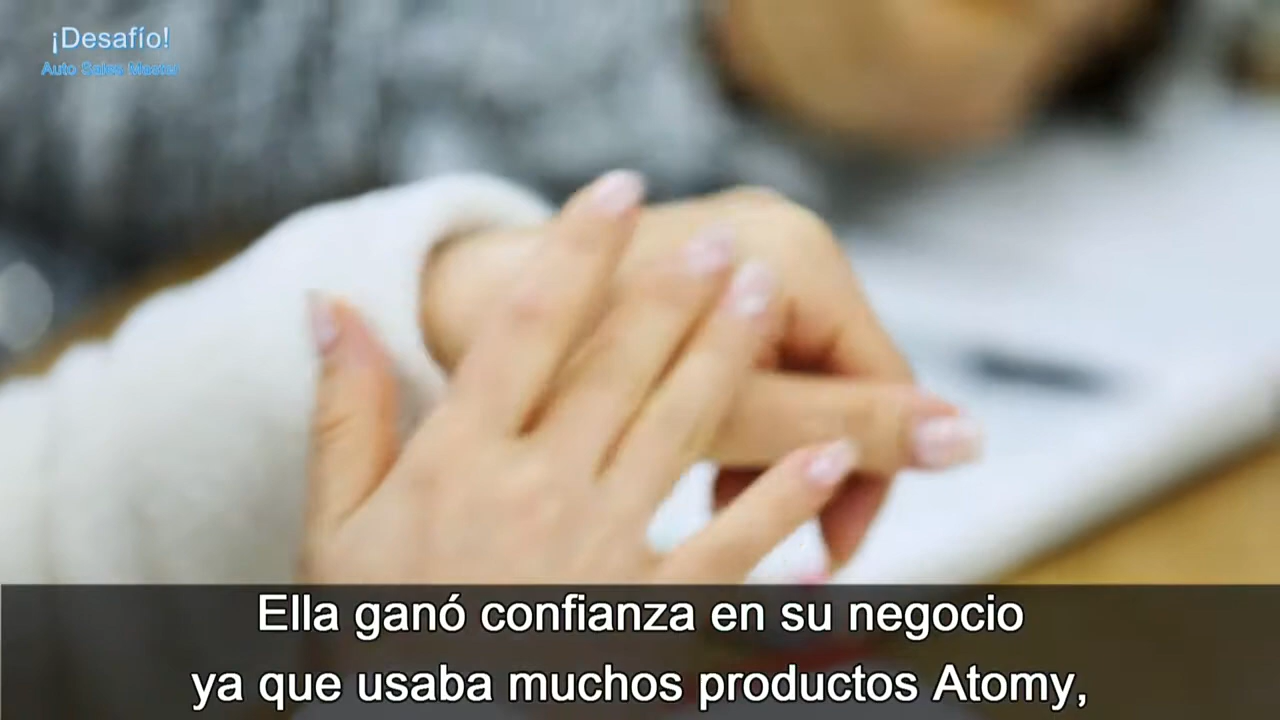 ¡Desafío!
Auto Sales Master
Ella ganó confianza en su negocio
ya que usaba muchos productos Atomy,